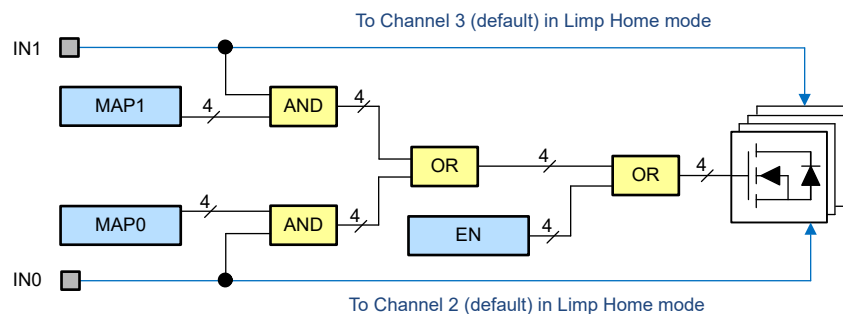 To Channel 3 (default) in Limp Home mode
IN1
MAP1
4
AND
4
OR
4
OR
4
MAP0
4
AND
4
EN
4
IN0
To Channel 2 (default) in Limp Home mode